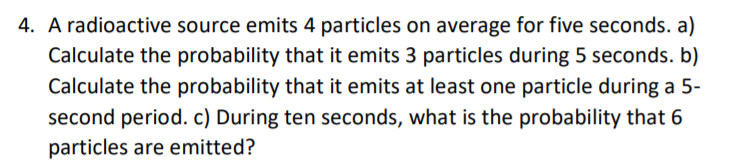 4. A radioactive source emits 4 particles on average for five seconds. a)
Calculate the probability that it emits 3 particles during 5 seconds. b)
Calculate the probability that it emits at least one particle during a 5-
second period. c) During ten seconds, what is the probability that 6
particles are emitted?